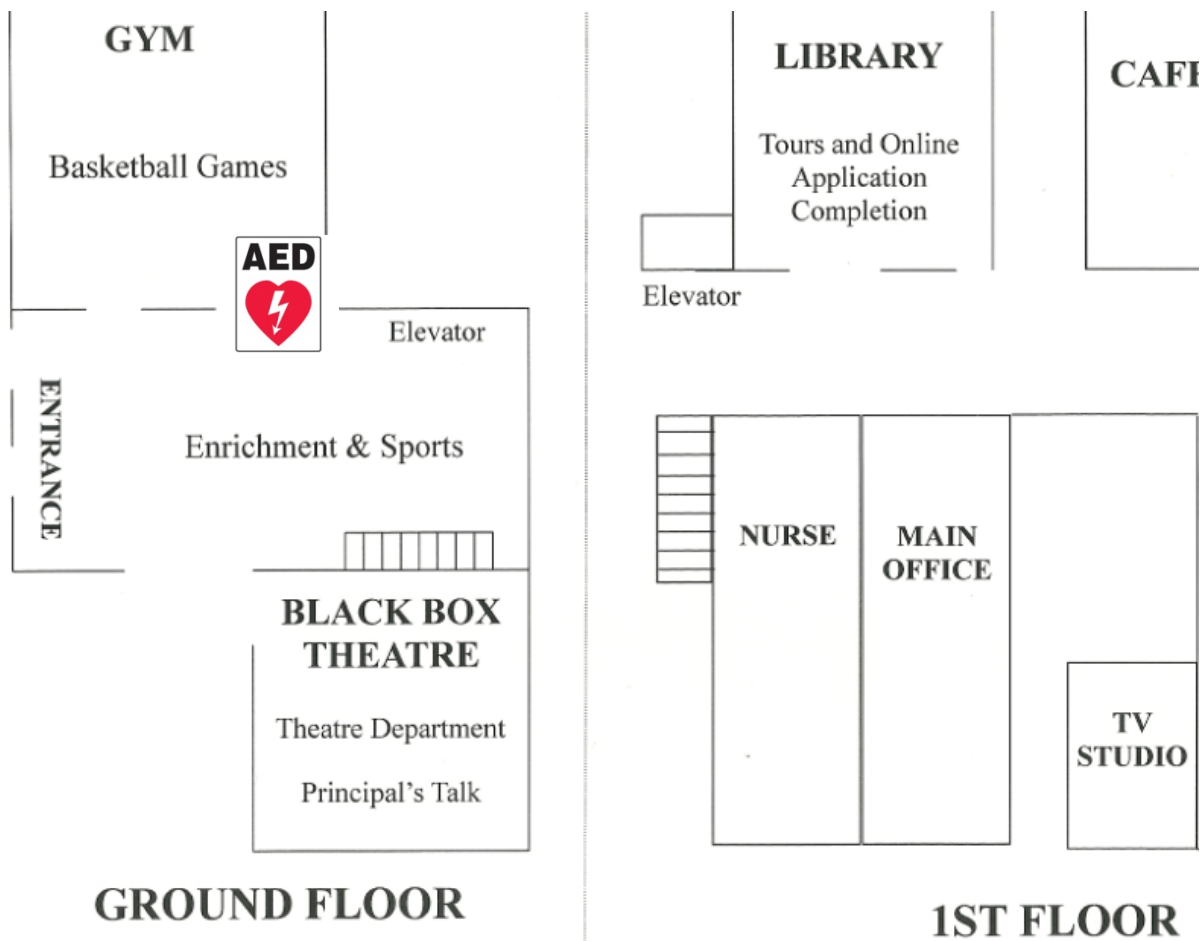 GYM
Basketball Games
AED
Elevator
ENTRANCE
Enrichment & Sports
BLACK BOX
THEATRE
Theatre Department
Principal's Talk
GROUND FLOOR
LIBRARY
Tours and Online
Application
Completion
Elevator
NURSE
MAIN
OFFICE
TV
STUDIO
1ST FLOOR